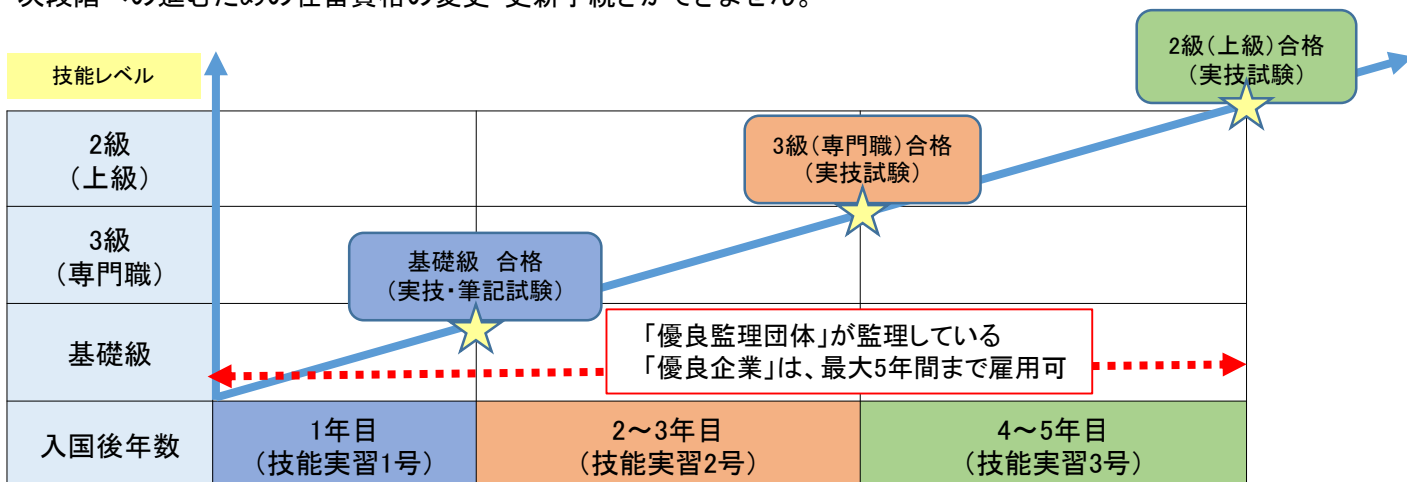 次段階への進むための在留資格の変更・更新手続きができません。
2級(上級)合格
(実技試験)
技能レベル
2級
(上級)
3級(専門職)合格
(実技試験)
3級
(専門職)
基礎級 合格
(実技・筆記試験)
「優良監理団体」が監理している
「優良企業」は、最大5年間まで雇用可
基礎級
入国後年数
1年目
(技能実習1号)
2～3年目
(技能実習2号)
4～5年目
(技能実習3号)